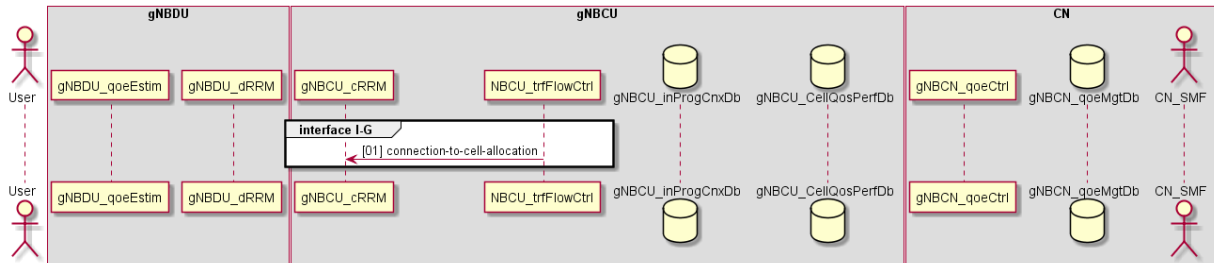 gNBDU
gNBCU
CN
User
gNBDU_qoeEstim
gNBDU_dRRM
gNBCU_cRRM
NBCU_trfFlowCtrl
gNBCU_inProgCnxDb
gNBCU_CellQosPerfDb
gNBCN_qoeCtrl
gNBCN_qoeMgtDb
CN_SMF
interface I-G
[01] connection-to-cell-allocation
User
gNBDU_qoeEstim
gNBDU_dRRM
gNBCU_cRRM
NBCU_trfFlowCtrl
gNBCU_inProgCnxDb
gNBCU_CellQosPerfDb
gNBCN_qoeCtrl
gNBCN_qoeMgtDb
CN_SMF